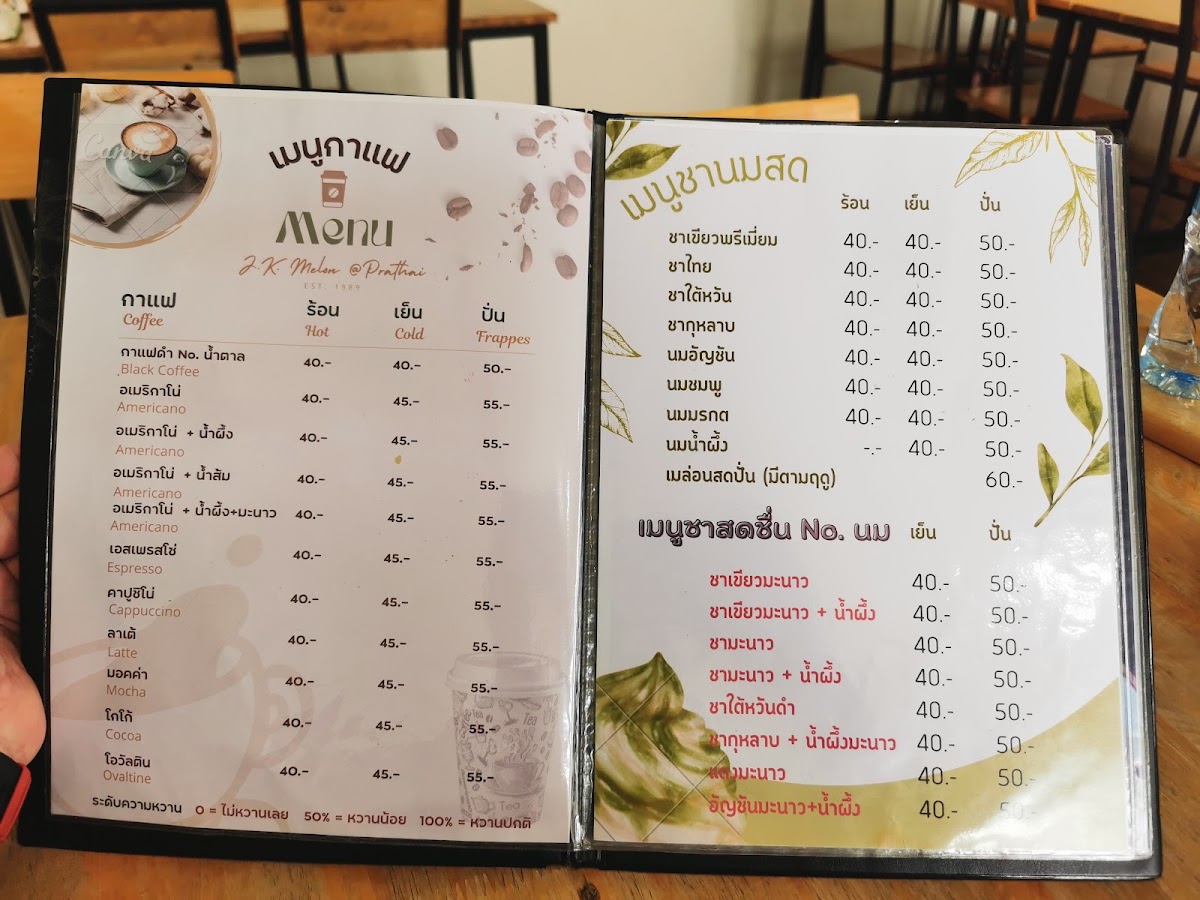 Canva
เมนูกาแฟ
Menu
J.K. Melon @Prathai
EST. 1989
กาแฟ ร้อน เย็น ปั่น
Coffee Hot Cold Frappes
กาแฟดำ No. น้ำตาล 40.- 40.- 50.-
Black Coffee
อเมริกาโน่ 40.- 45.- 55.-
Americano
อเมริกาโน่ + น้ำผึ้ง 40.- 45.- 55.-
Americano
อเมริกาโน่ + น้ำส้ม 40.- 45.- 55.-
Americano
อเมริกาโน่ + น้ำผึ้ง+มะนาว 40.- 45.- 55.-
Americano
เอสเพรสโซ่ 40.- 45.- 55.-
Espresso
คาปูชิโน่ 40.- 45.- 55.-
Cappuccino
ลาเต้ 40.- 45.- 55.-
Latte
มอคค่า 40.- 45.- 55.-
Mocha
โกโก้ 40.- 45.- 55.-
Cocoa
โอวัลติน 40.- 45.- 55.-
Ovaltine
ระดับความหวาน 0 = ไม่หวานเลย 50% = หวานน้อย 100% = หวานปกติ
Tea
Tea
เมนูชานมสด
ร้อน เย็น ปั่น
ชาเขียวพรีเมี่ยม 40.- 40.- 50.-
ชาไทย 40.- 40.- 50.-
ชาใต้หวัน 40.- 40.- 50.-
ชากุหลาบ 40.- 40.- 50.-
นมอัญชัน 40.- 40.- 50.-
นมชมพู 40.- 40.- 50.-
นมมรกต 40.- 40.- 50.-
นมน้ำผึ้ง -.- 40.- 50.-
เมล่อนสดปั่น (มีตามฤดู) 60.-
เมนูชาสดชื่น No. นม เย็น ปั่น
ชาเขียวมะนาว 40.- 50.-
ชาเขียวมะนาว + น้ำผึ้ง 40.- 50.-
ชามะนาว 40.- 50.-
ชามะนาว + น้ำผึ้ง 40.- 50.-
ชาใต้หวันดำ 40.- 50.-
ชากุหลาบ + น้ำผึ้งมะนาว 40.- 50.-
แดงมะนาว 40.- 50.-
อัญชันมะนาว+น้ำผึ้ง 40.- 50.-